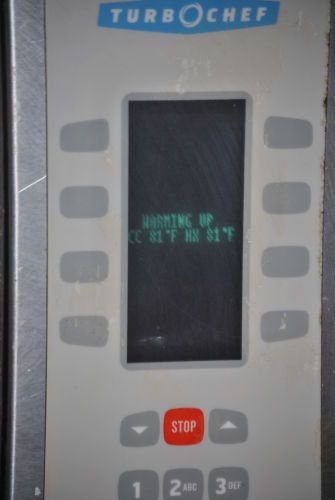 TURBOCHEF
WARMING UP
CC 81°F HX 81°F
STOP
1 2ABC 3DEF